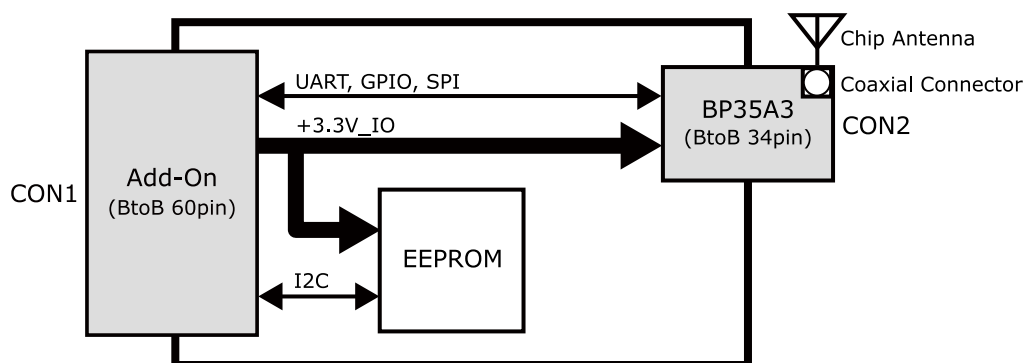 Chip Antenna
UART, GPIO, SPI
Coaxial Connector
BP35A3
(BtoB 34pin)
CON2
+3.3V_IO
CON1
Add-On
(BtoB 60pin)
EEPROM
I2C